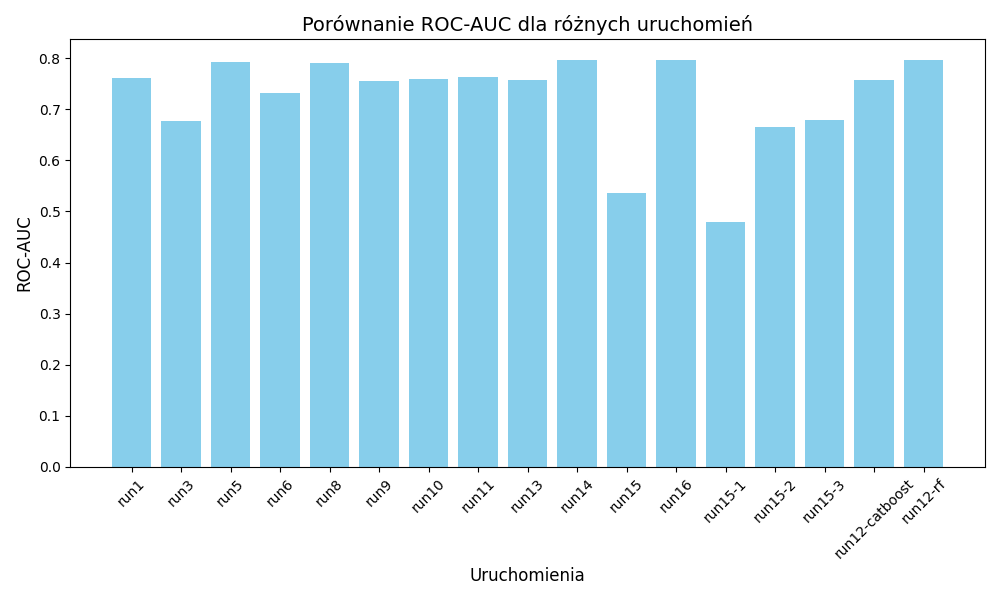 Porównanie ROC-AUC dla różnych uruchomień
ROC-AUC
0.8
0.7
0.6
0.5
0.4
0.3
0.2
0.1
0.0
run1
run3
run5
run6
run8
run9
run10
run11
run13
run14
run15
run16
run15-1
run15-2
run15-3
run12-catboost
run12-rf
Uruchomienia